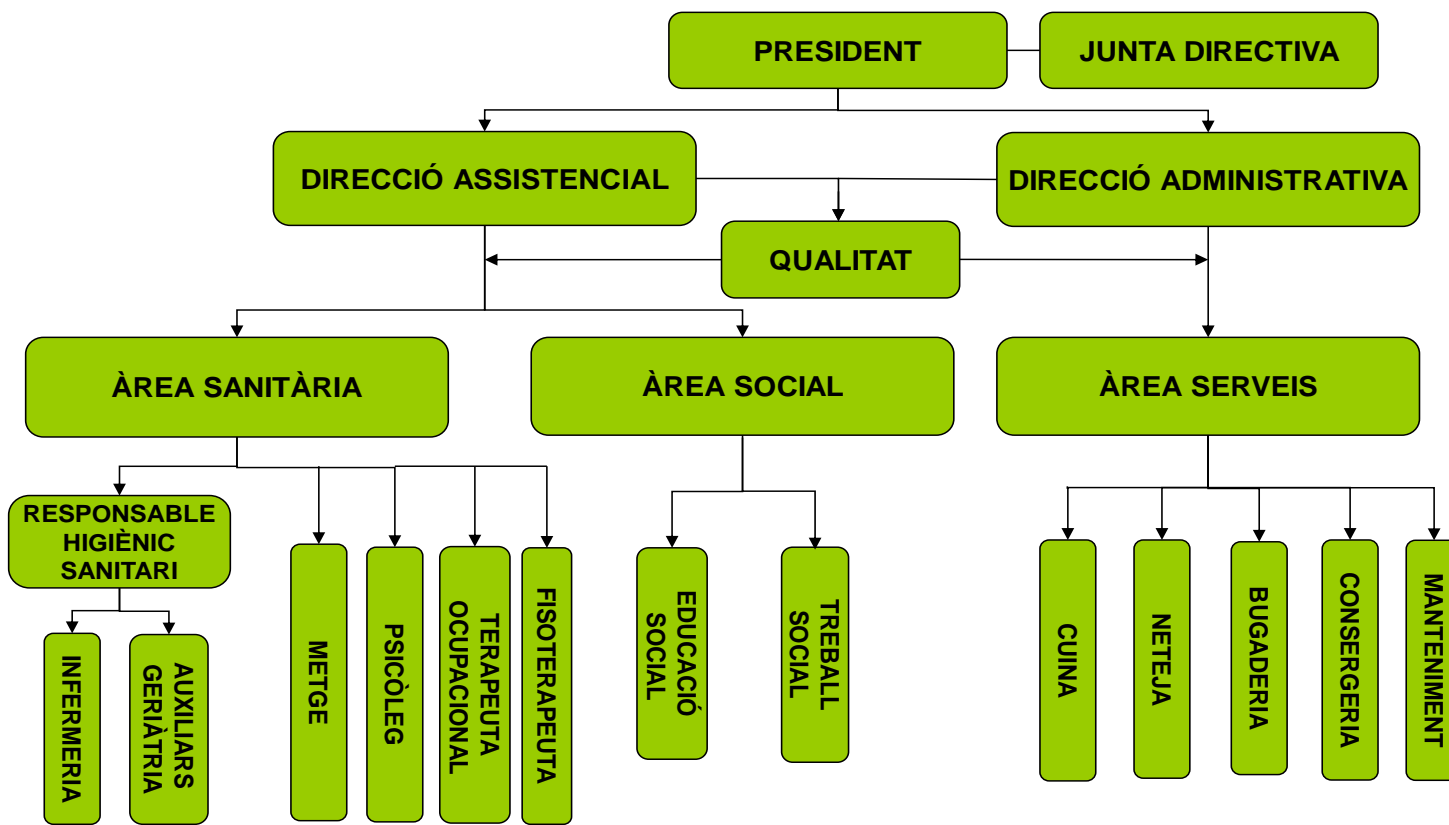 PRESIDENT
JUNTA DIRECTIVA
DIRECCIÓ ASSISTENCIAL
DIRECCIÓ ADMINISTRATIVA
QUALITAT
ÀREA SANITÀRIA
ÀREA SOCIAL
ÀREA SERVEIS
RESPONSABLE
HIGIÈNIC
SANITARI
INFERMERIA
AUXILIARS
GERIÀTRIA
METGE
PSICÒLEG
TERAPEUTA
OCUPACIONAL
FISOTERAPEUTA
EDUCACIÓ
SOCIAL
TREBALL
SOCIAL
CUINA
NETEJA
BUGADERIA
CONSERGERIA
MANTENIMENT